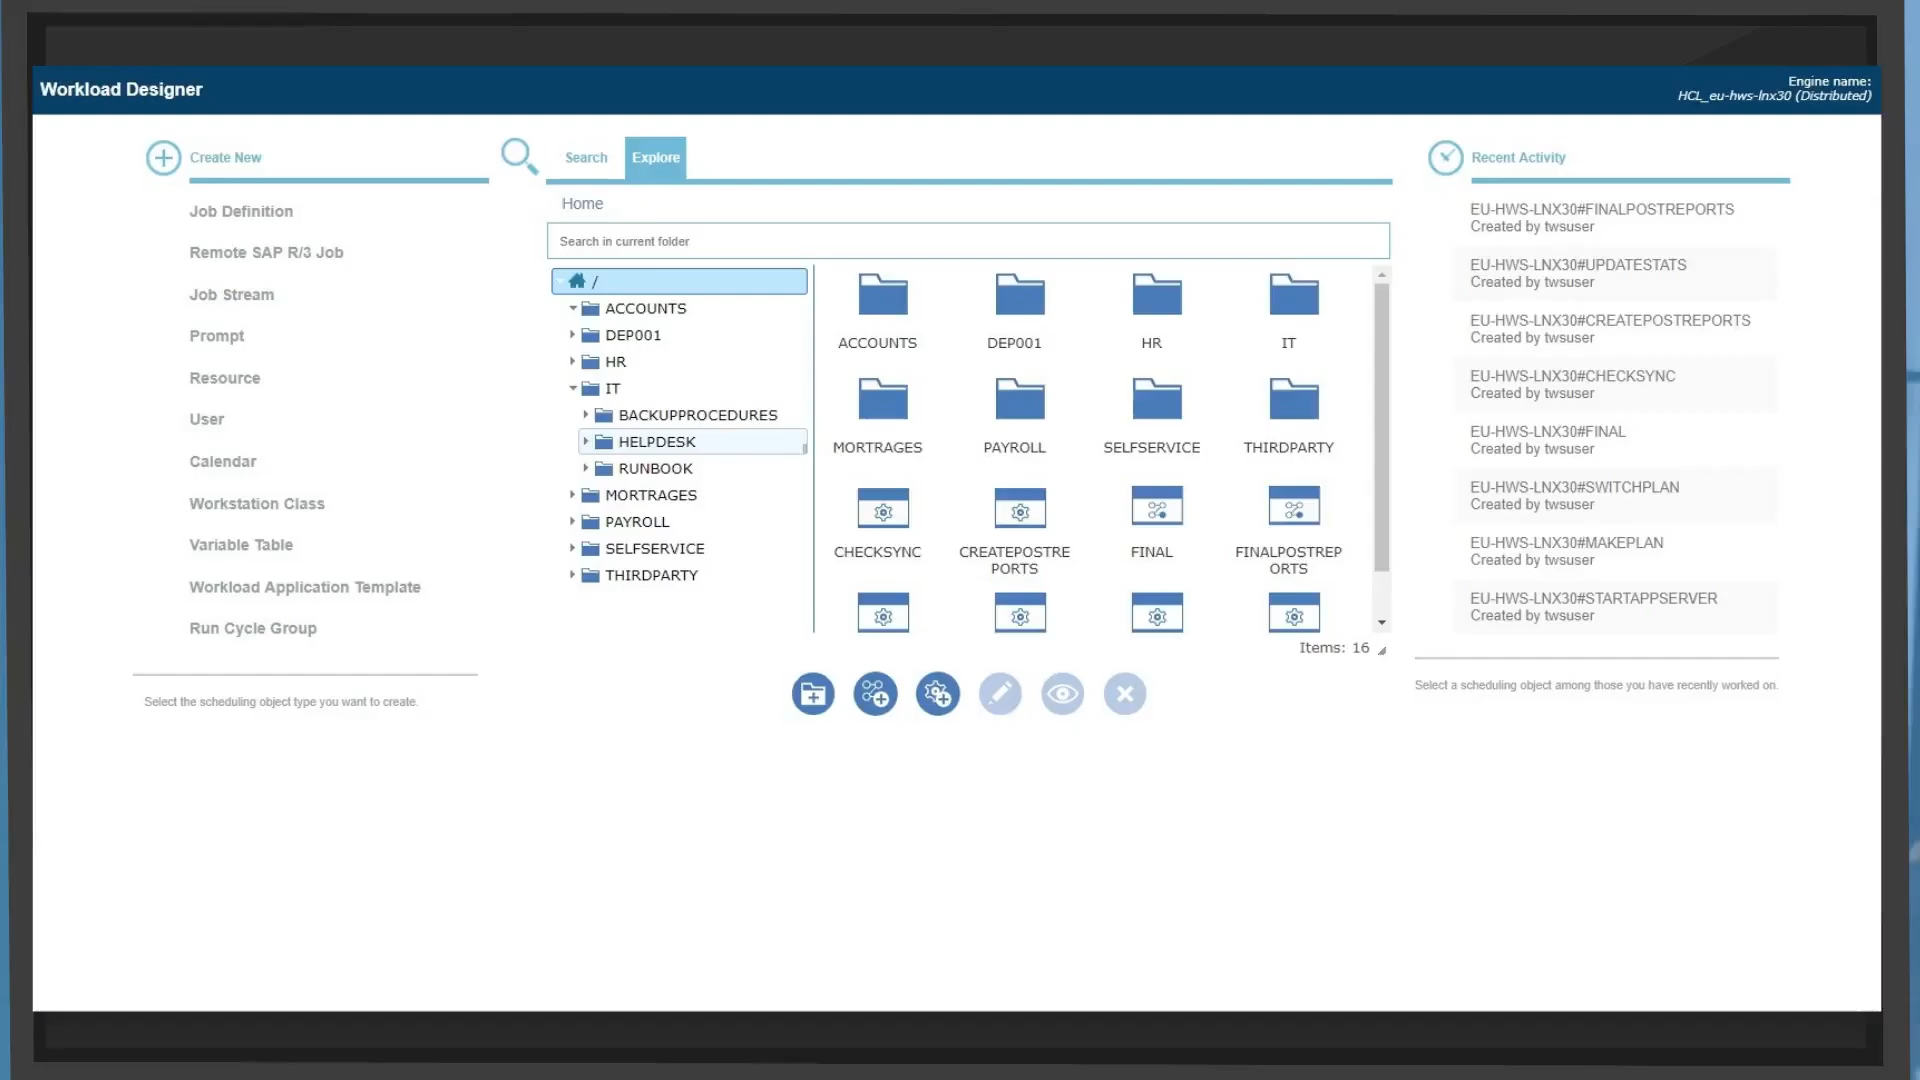 Workload Designer
Engine name:
HCL_eu-hws-lnx30 (Distributed)
Create New
Job Definition
Remote SAP R/3 Job
Job Stream
Prompt
Resource
User
Calendar
Workstation Class
Variable Table
Workload Application Template
Run Cycle Group
Select the scheduling object type you want to create.
Search
Explore
Home
Search in current folder
/
ACCOUNTS
DEP001
HR
IT
BACKUPPROCEDURES
HELPDESK
RUNBOOK
MORTRAGES
PAYROLL
SELFSERVICE
THIRDPARTY
ACCOUNTS
DEP001
HR
IT
MORTRAGES
PAYROLL
SELFSERVICE
THIRDPARTY
CHECKSYNC
CREATEPOSTRE
PORTS
FINAL
FINALPOSTREP
ORTS
Items: 16
Recent Activity
EU-HWS-LNX30#FINALPOSTREPORTS
Created by twsuser
EU-HWS-LNX30#UPDATESTATS
Created by twsuser
EU-HWS-LNX30#CREATEPOSTREPORTS
Created by twsuser
EU-HWS-LNX30#CHECKSYNC
Created by twsuser
EU-HWS-LNX30#FINAL
Created by twsuser
EU-HWS-LNX30#SWITCHPLAN
Created by twsuser
EU-HWS-LNX30#MAKEPLAN
Created by twsuser
EU-HWS-LNX30#STARTAPPSERVER
Created by twsuser
Select a scheduling object among those you have recently worked on.